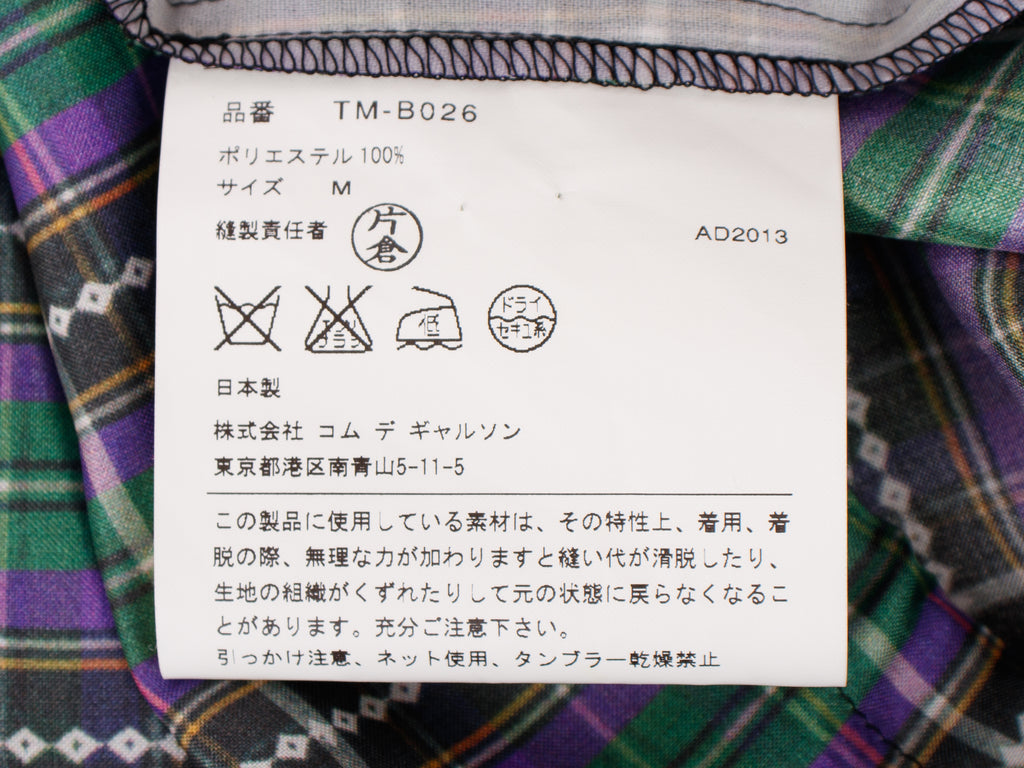 品番 TM-B026
ポリエステル 100%
サイズ M
縫製責任者 片倉 AD2013
エンソ ブラシ 低 ドライ セキユ系
日本製
株式会社 コム デ ギャルソン
東京都港区南青山5-11-5
この製品に使用している素材は、その特性上、着用、着
脱の際、無理な力が加わりますと縫い代が滑脱したり、
生地の組織がくずれたりして元の状態に戻らなくなるこ
とがあります。充分ご注意下さい。
引っかけ注意、ネット使用、タンブラー乾燥禁止